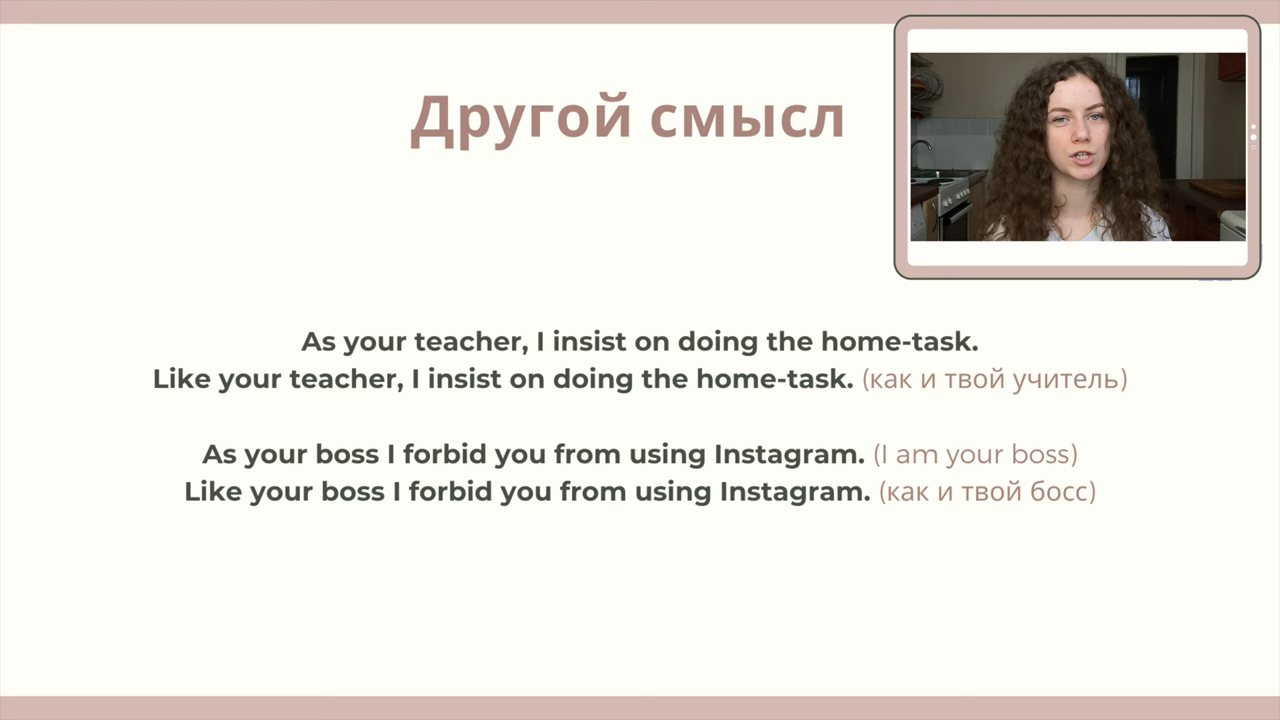 Другой смысл
As your teacher, I insist on doing the home-task.
Like your teacher, I insist on doing the home-task. (как и твой учитель)
As your boss I forbid you from using Instagram. (I am your boss)
Like your boss I forbid you from using Instagram. (как и твой босс)